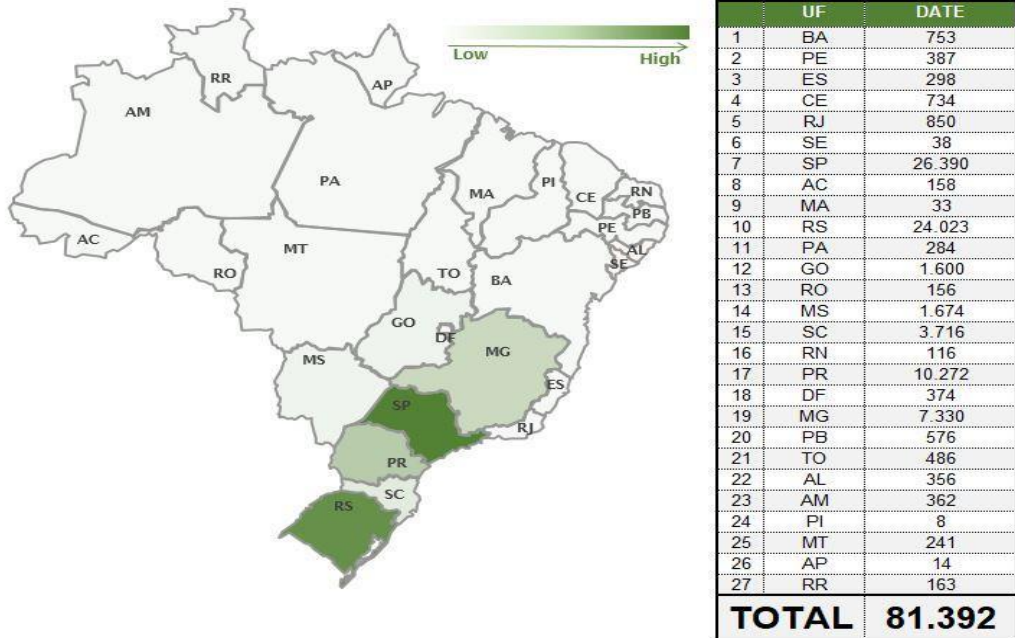 Low High
RR
AP
AM
PA
MA
PI
CE
RN
PB
PE
AL
SE
AC
RO
MT
TO
BA
GO
DF
MG
MS
ES
SP
RJ
PR
SC
RS
UF DATE
1 BA 753
2 PE 387
3 ES 298
4 CE 734
5 RJ 850
6 SE 38
7 SP 26.390
8 AC 158
9 MA 33
10 RS 24.023
11 PA 284
12 GO 1.600
13 RO 156
14 MS 1.674
15 SC 3.716
16 RN 116
17 PR 10.272
18 DF 374
19 MG 7.330
20 PB 576
21 TO 486
22 AL 356
23 AM 362
24 PI 8
25 MT 241
26 AP 14
27 RR 163
TOTAL 81.392